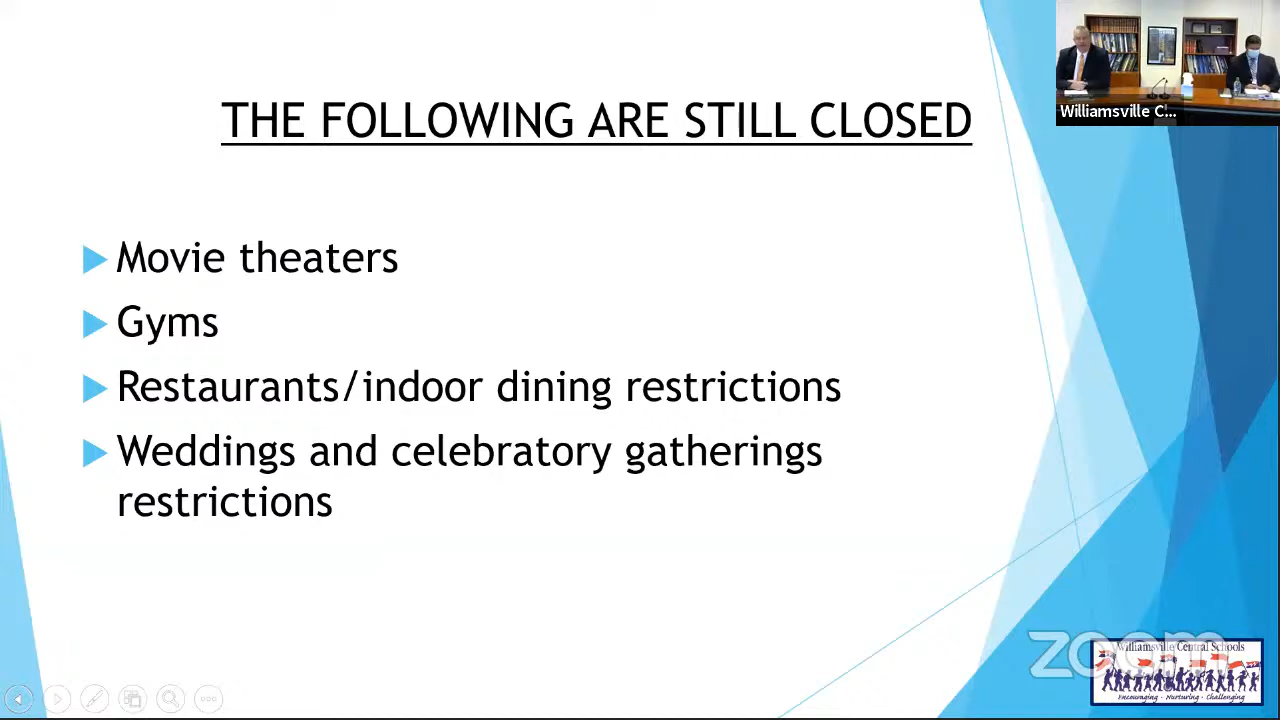 THE FOLLOWING ARE STILL CLOSED
Williamsville C...
Movie theaters
Gyms
Restaurants/indoor dining restrictions
Weddings and celebratory gatherings
restrictions
zoom
Williamsville Central Schools
Encouraging · Nurturing · Challenging